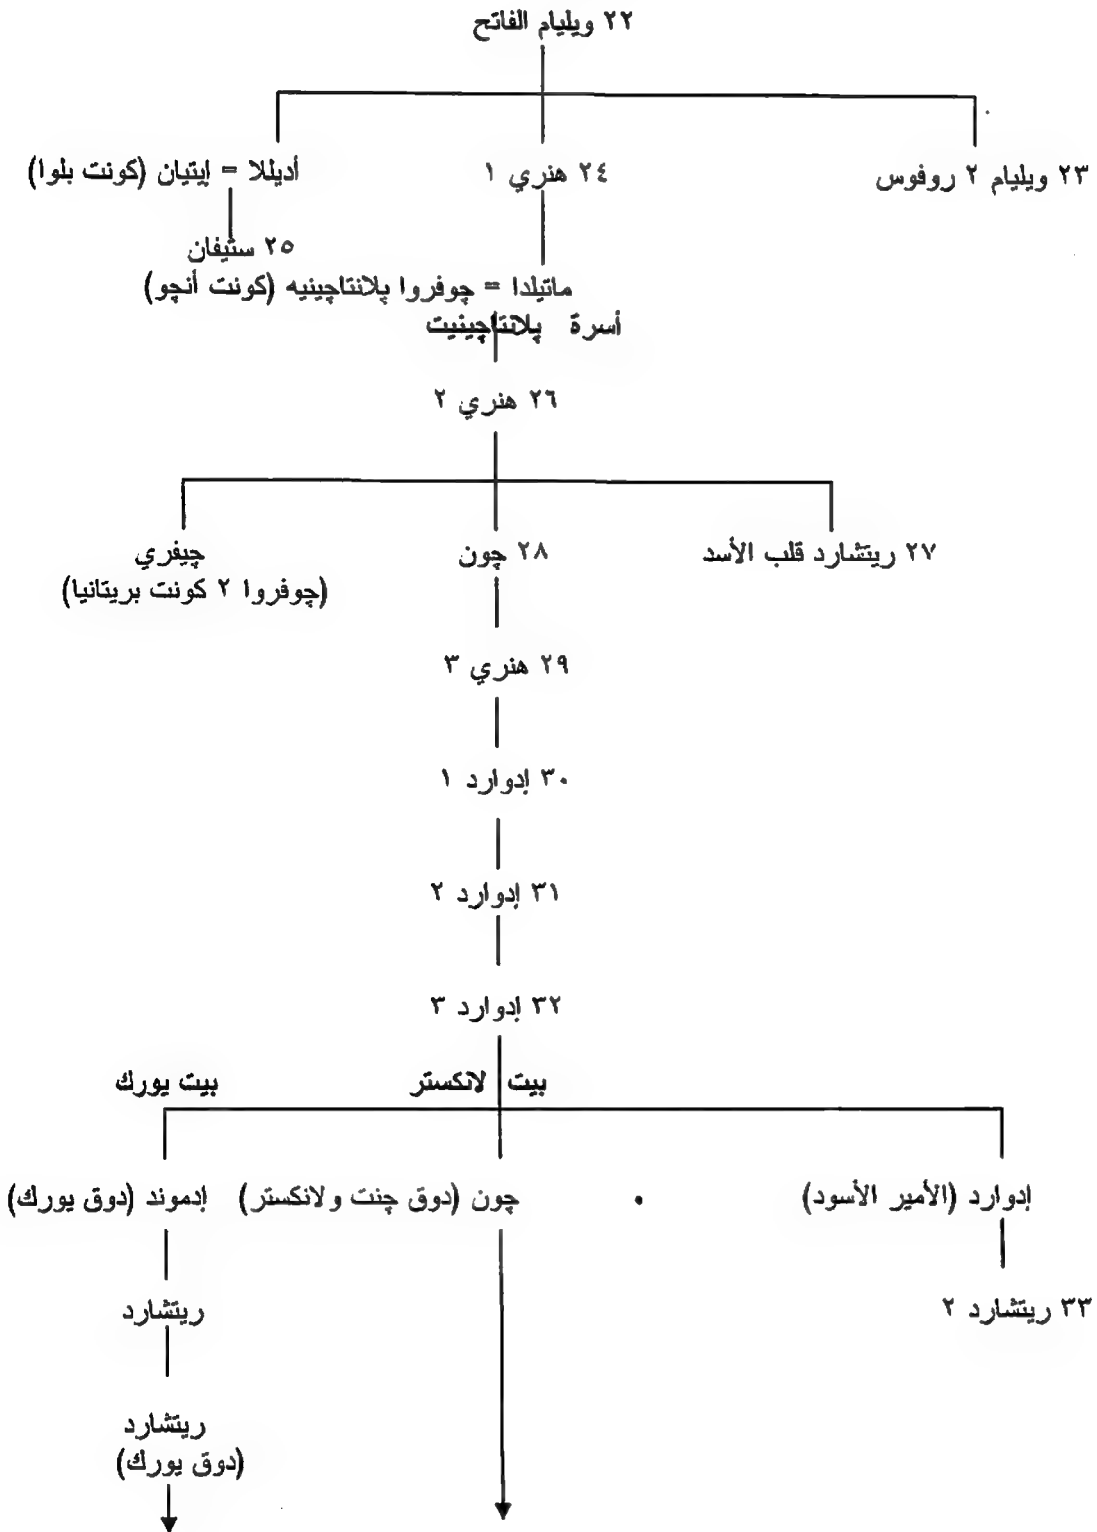 ٢٢ ويليام الفاتح
٢٣ ويليام ٢ روفوس
٢٤ هنري ١
أديللا = إيتيان (كونت بلوا)
٢٥ ستيفان
ماتيلدا = چوفروا پلانتاچينيه (كونت أنچو)
أسرة پلانتاچينيت
٢٦ هنري ٢
٢٧ ريتشارد قلب الأسد
٢٨ چون
چيفري
(چوفروا ٢ كونت بريتانيا)
٢٩ هنري ٣
٣٠ إدوارد ١
٣١ إدوارد ٢
٣٢ إدوارد ٣
بيت لانكستر
بيت يورك
إدوارد (الأمير الأسود)
چون (دوق چنت ولانكستر)
إدموند (دوق يورك)
٣٣ ريتشارد ٢
ريتشارد
ريتشارد
(دوق يورك)